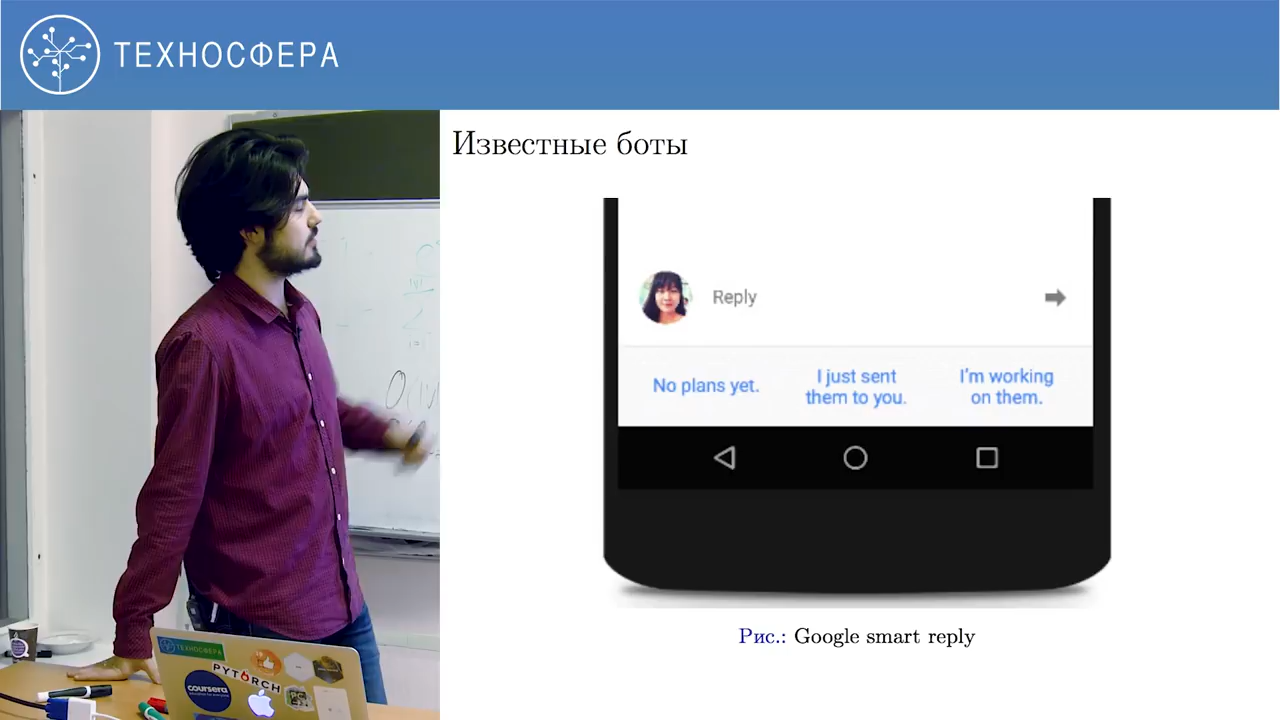 ТЕХНОСФЕРА
Известные боты
Reply
No plans yet.
I just sent
them to you.
I'm working
on them.
Рис.: Google smart reply
ТЕХНОСФЕРА
PYTORCH
coursera